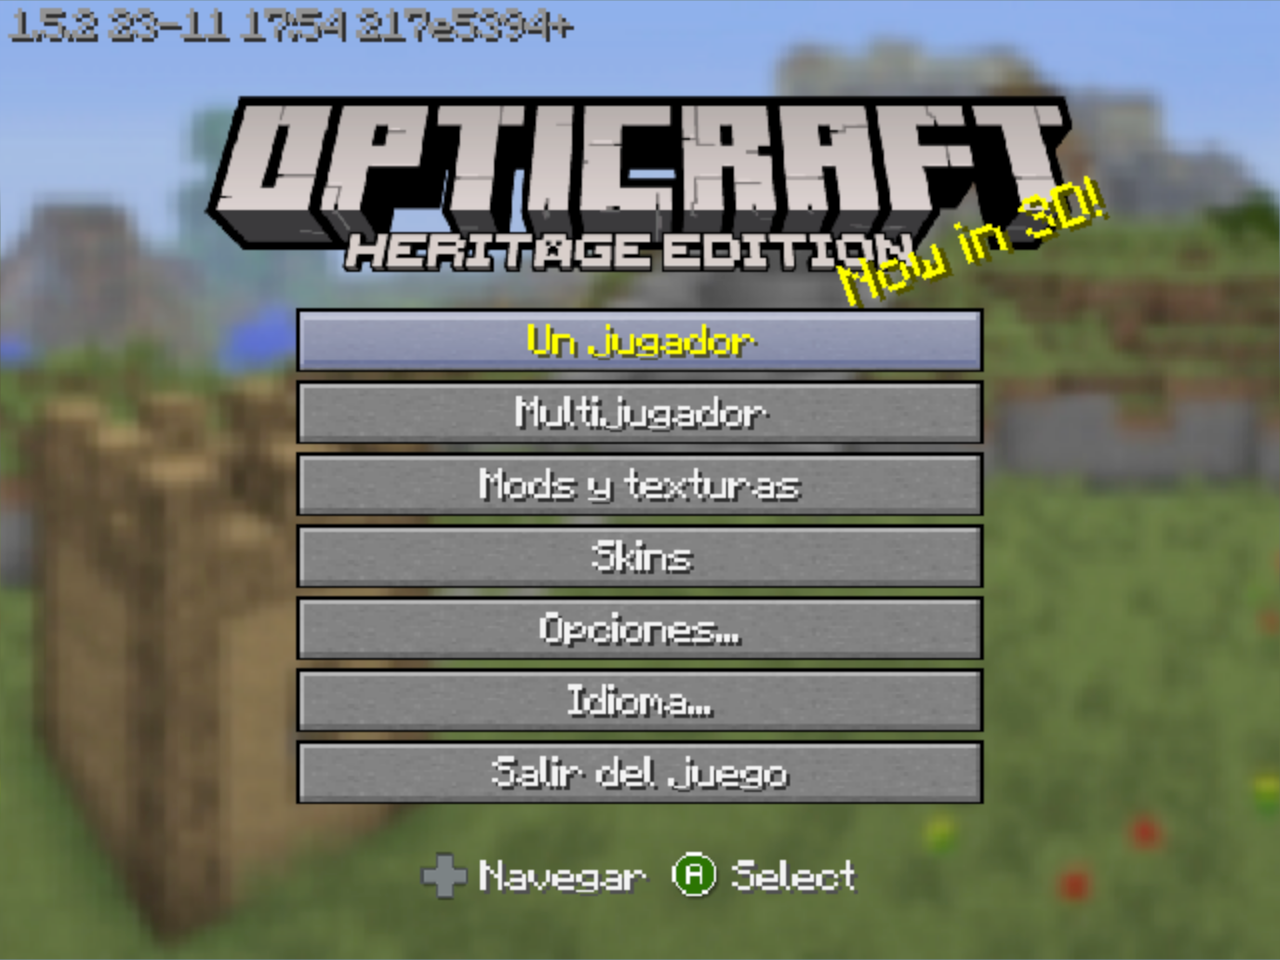 1.5.2 23-11 17:54 217e5394+
OPTICRAFT
HERITAGE EDITION
Now in 3D!
Un jugador
Multijugador
Mods y texturas
Skins
Opciones...
Idioma...
Salir del juego
Navegar A Select